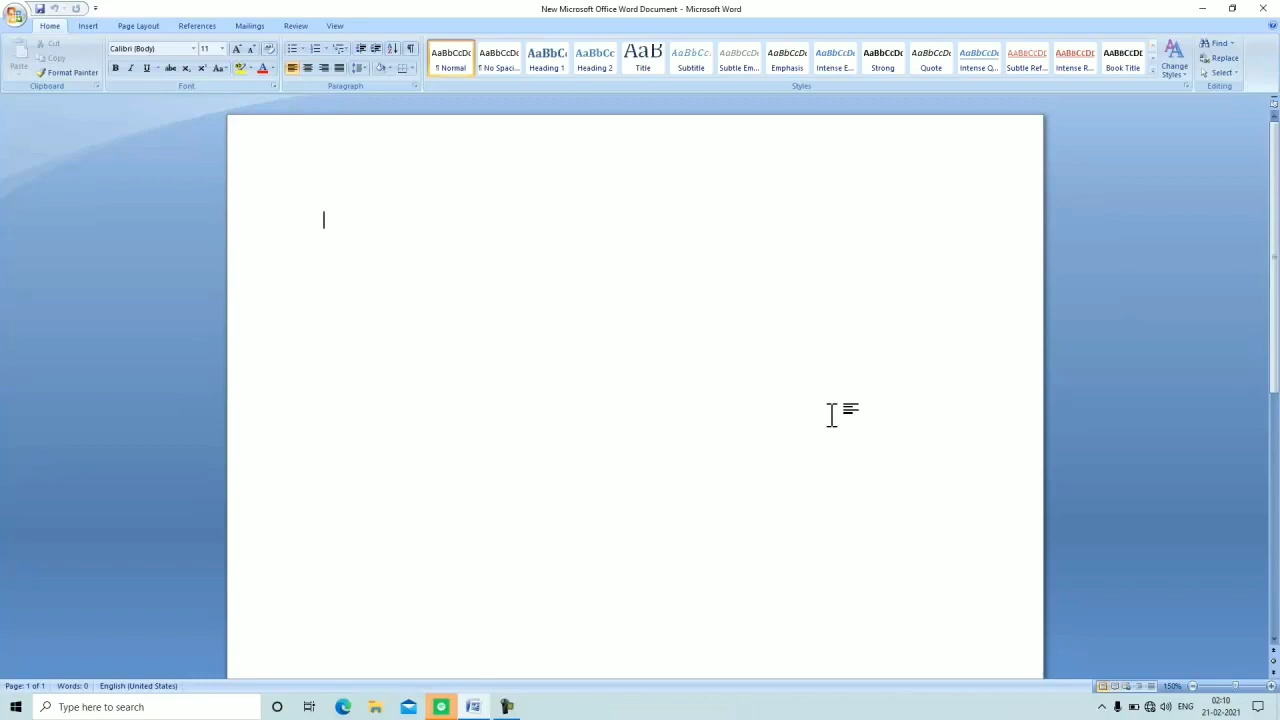 New Microsoft Office Word Document - Microsoft Word
Home Insert Page Layout References Mailings Review View
Paste
Cut
Copy
Format Painter
Clipboard
Calibri (Body) 11
B I U abc x₂ x² Aa A
Font
Paragraph
AaBbCcDc AaBbCcDc AaBbC AaBbCc AaB AaBbCc. AaBbCcDc AaBbCcDc AaBbCcDc AaBbCcDc AaBbCcDc AaBbCcDc AaBbCcDc AaBbCcDc AaBbCcDc
¶ Normal ¶ No Spaci... Heading 1 Heading 2 Title Subtitle Subtle Em... Emphasis Intense E... Strong Quote Intense Q... Subtle Ref... Intense R... Book Title
Change
Styles
Styles
Find
Replace
Select
Editing
Page: 1 of 1 Words: 0 English (United States) 150%
Type here to search
ENG
02:10
21-02-2021